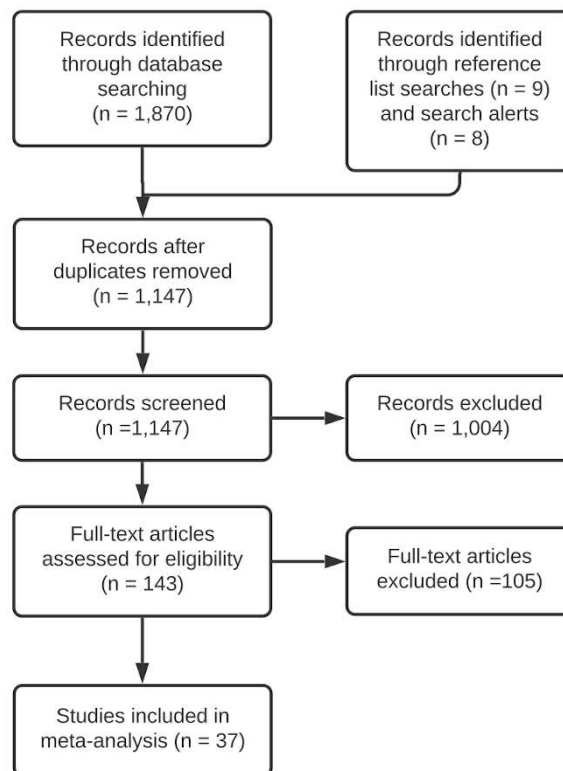 Records identified
through database
searching
(n = 1,870)
Records identified
through reference
list searches (n = 9)
and search alerts
(n = 8)
Records after
duplicates removed
(n = 1,147)
Records screened
(n =1,147)
Records excluded
(n = 1,004)
Full-text articles
assessed for eligibility
(n = 143)
Full-text articles
excluded (n =105)
Studies included in
meta-analysis (n = 37)